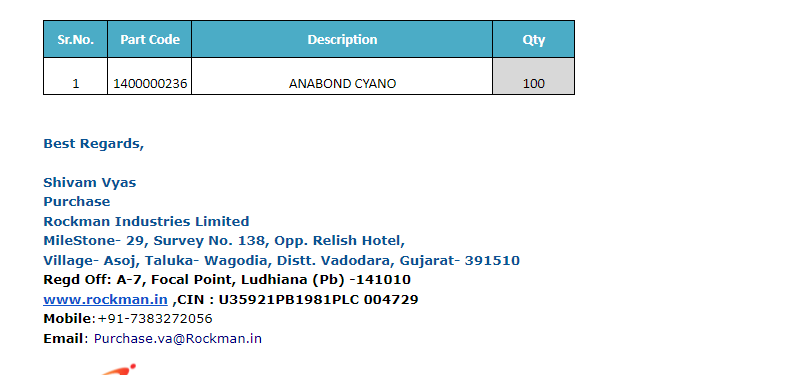 Sr.No. Part Code Description Qty
1 1400000236 ANABOND CYANO 100
Best Regards,
Shivam Vyas
Purchase
Rockman Industries Limited
MileStone- 29, Survey No. 138, Opp. Relish Hotel,
Village- Asoj, Taluka- Wagodia, Distt. Vadodara, Gujarat- 391510
Regd Off: A-7, Focal Point, Ludhiana (Pb) -141010
www.rockman.in ,CIN : U35921PB1981PLC 004729
Mobile:+91-7383272056
Email: Purchase.va@Rockman.in